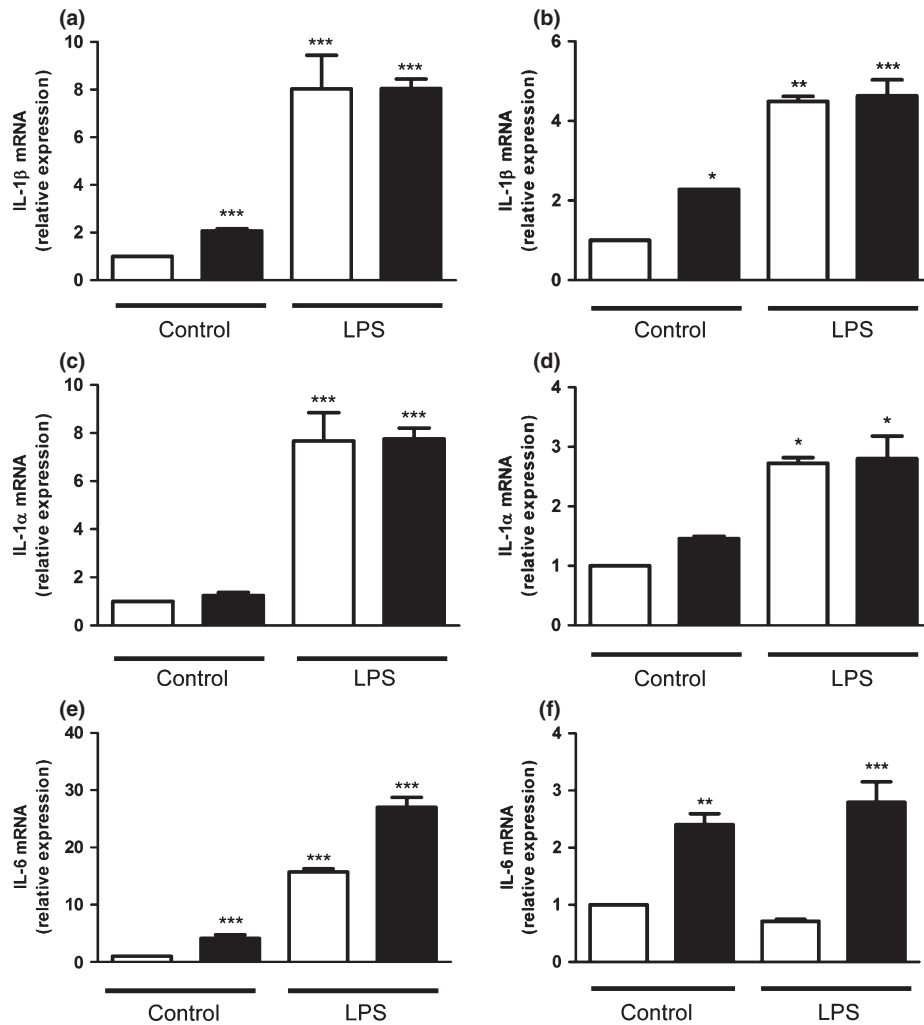 (a)
IL-1β mRNA
(relative expression)
10
8
6
4
2
0
***
***
***
Control
LPS
(b)
IL-1β mRNA
(relative expression)
6
4
2
0
*
**
***
Control
LPS
(c)
IL-1α mRNA
(relative expression)
10
8
6
4
2
0
***
***
Control
LPS
(d)
IL-1α mRNA
(relative expression)
4
3
2
1
0
*
*
Control
LPS
(e)
IL-6 mRNA
(relative expression)
40
30
20
10
0
***
***
***
Control
LPS
(f)
IL-6 mRNA
(relative expression)
4
3
2
1
0
**
***
Control
LPS